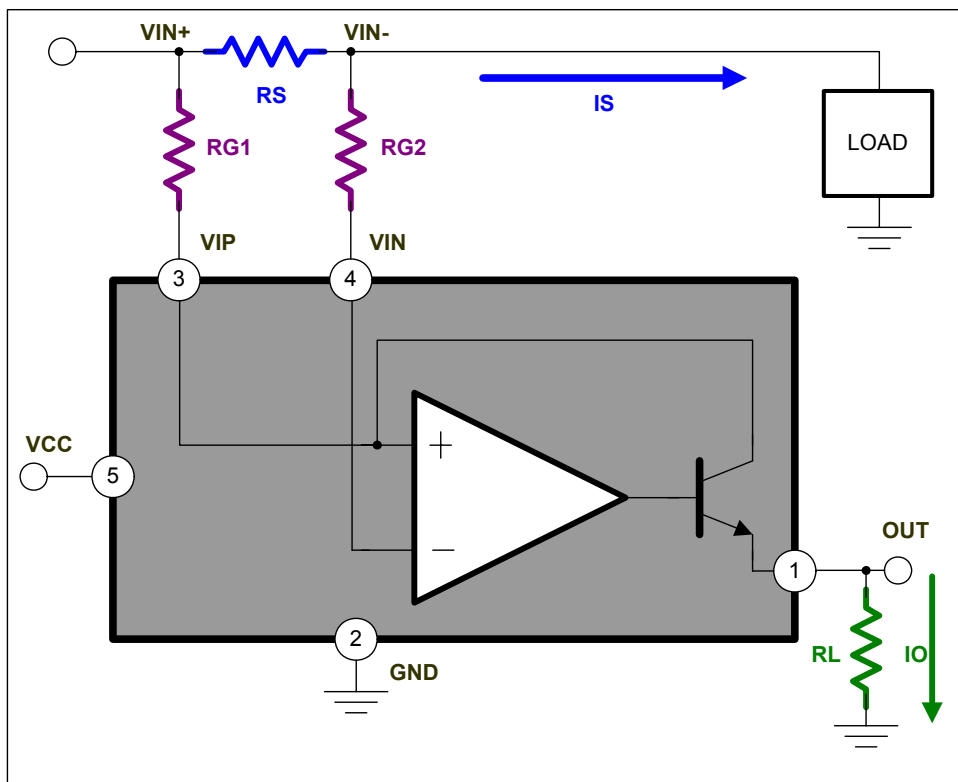 VIN+
VIN-
RS
IS
RG1
RG2
LOAD
VIP
VIN
3
4
VCC
5
+
−
OUT
1
2
GND
RL
IO